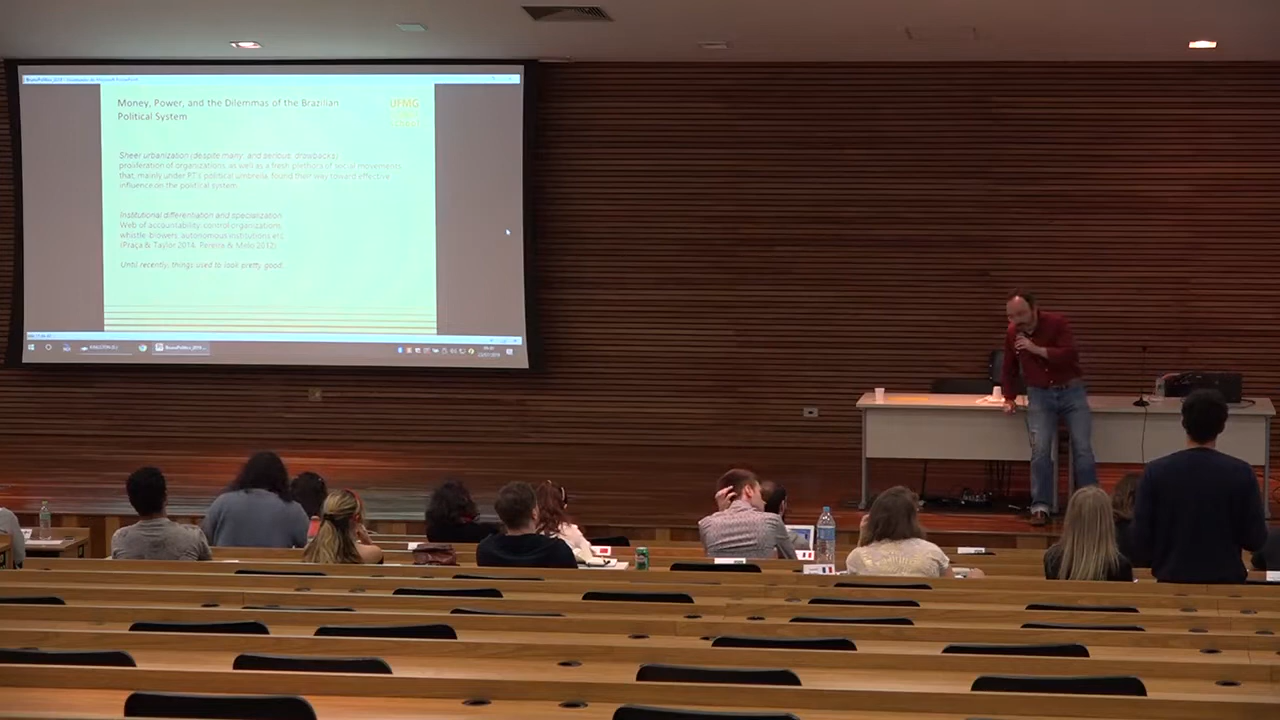 Money, Power, and the Dilemmas of the Brazilian
Political System
UFMG
school
Sheer urbanization (despite many and serious drawbacks)
proliferation of organizations, as well as a fresh plethora of social movements
that, mainly under PT's political umbrella, found their way toward effective
influence on the political system.
Institutional differentiation and specialization
Web of accountability: control organizations,
whistle-blowers, autonomous institutions etc.
(Praça & Taylor 2014, Pereira & Melo 2012)
Until recently, things used to look pretty good...